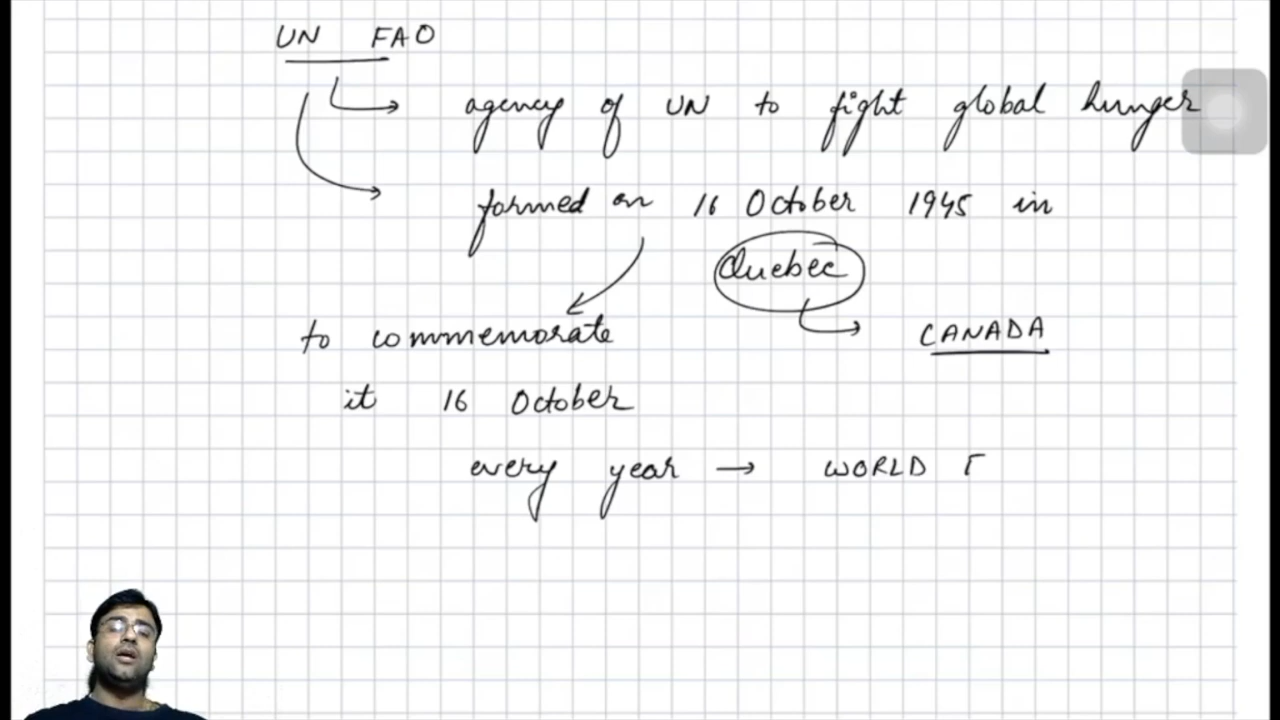 UN FAO
agency of UN to fight global hunger
formed on 16 October 1945 in
Quebec
to commemorate
CANADA
it 16 October
every year → WORLD F